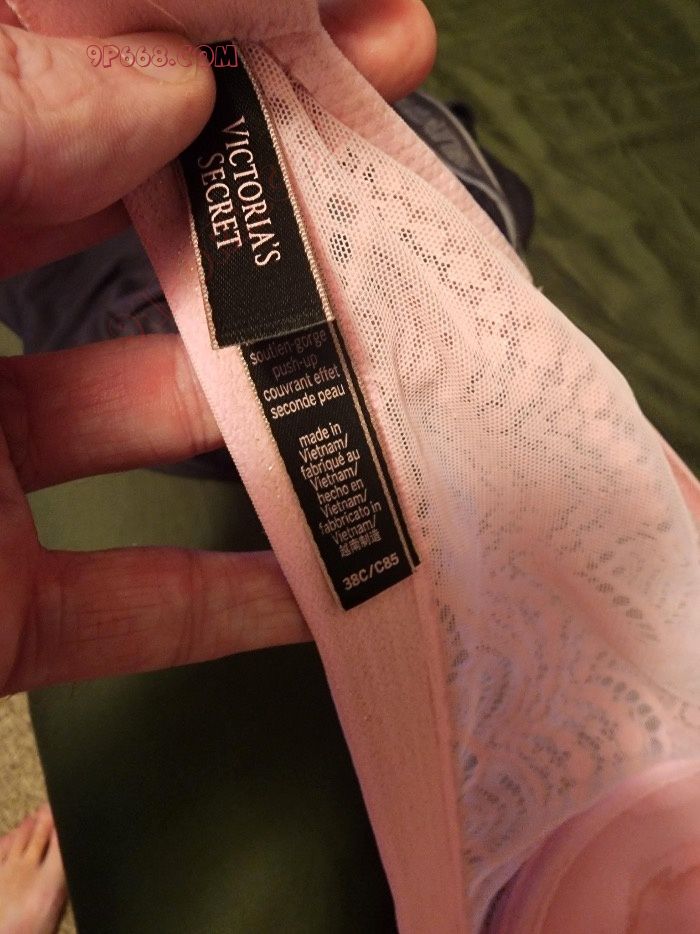 9P668.COM
VICTORIA'S
SECRET
soutien-gorge
push-up
couvrant effet
seconde peau
made in
Vietnam/
fabriqué au
Vietnam/
hecho en
Vietnam/
fabbricato in
Vietnam/
越南製造
38C/C85